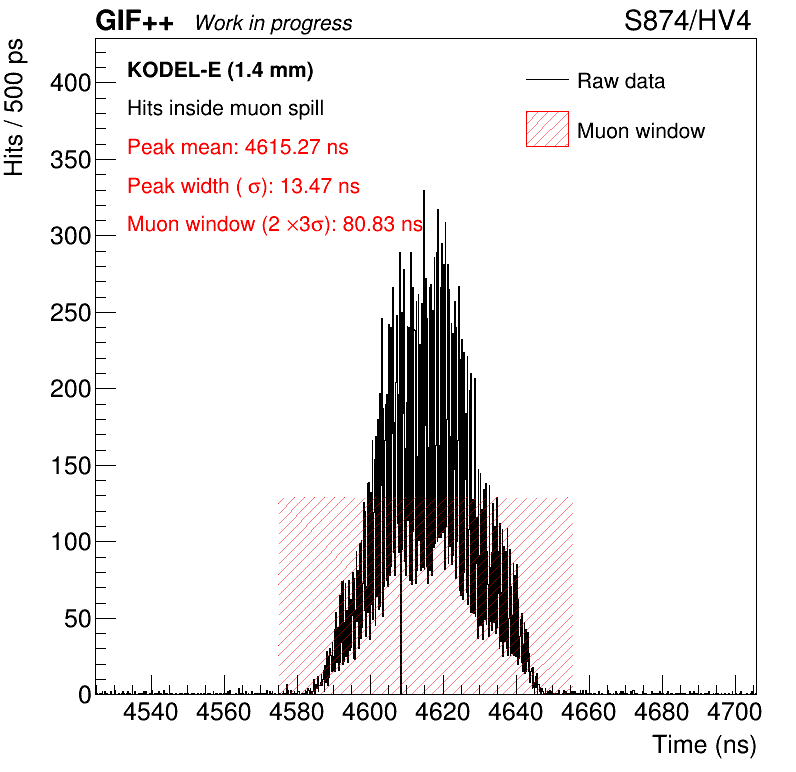 GIF++ Work in progress S874/HV4
Hits / 500 ps
KODEL-E (1.4 mm)
Hits inside muon spill
Peak mean: 4615.27 ns
Peak width ( σ): 13.47 ns
Muon window (2 ×3σ): 80.83 ns
Raw data
Muon window
400
350
300
250
200
150
100
50
0
4540 4560 4580 4600 4620 4640 4660 4680 4700
Time (ns)